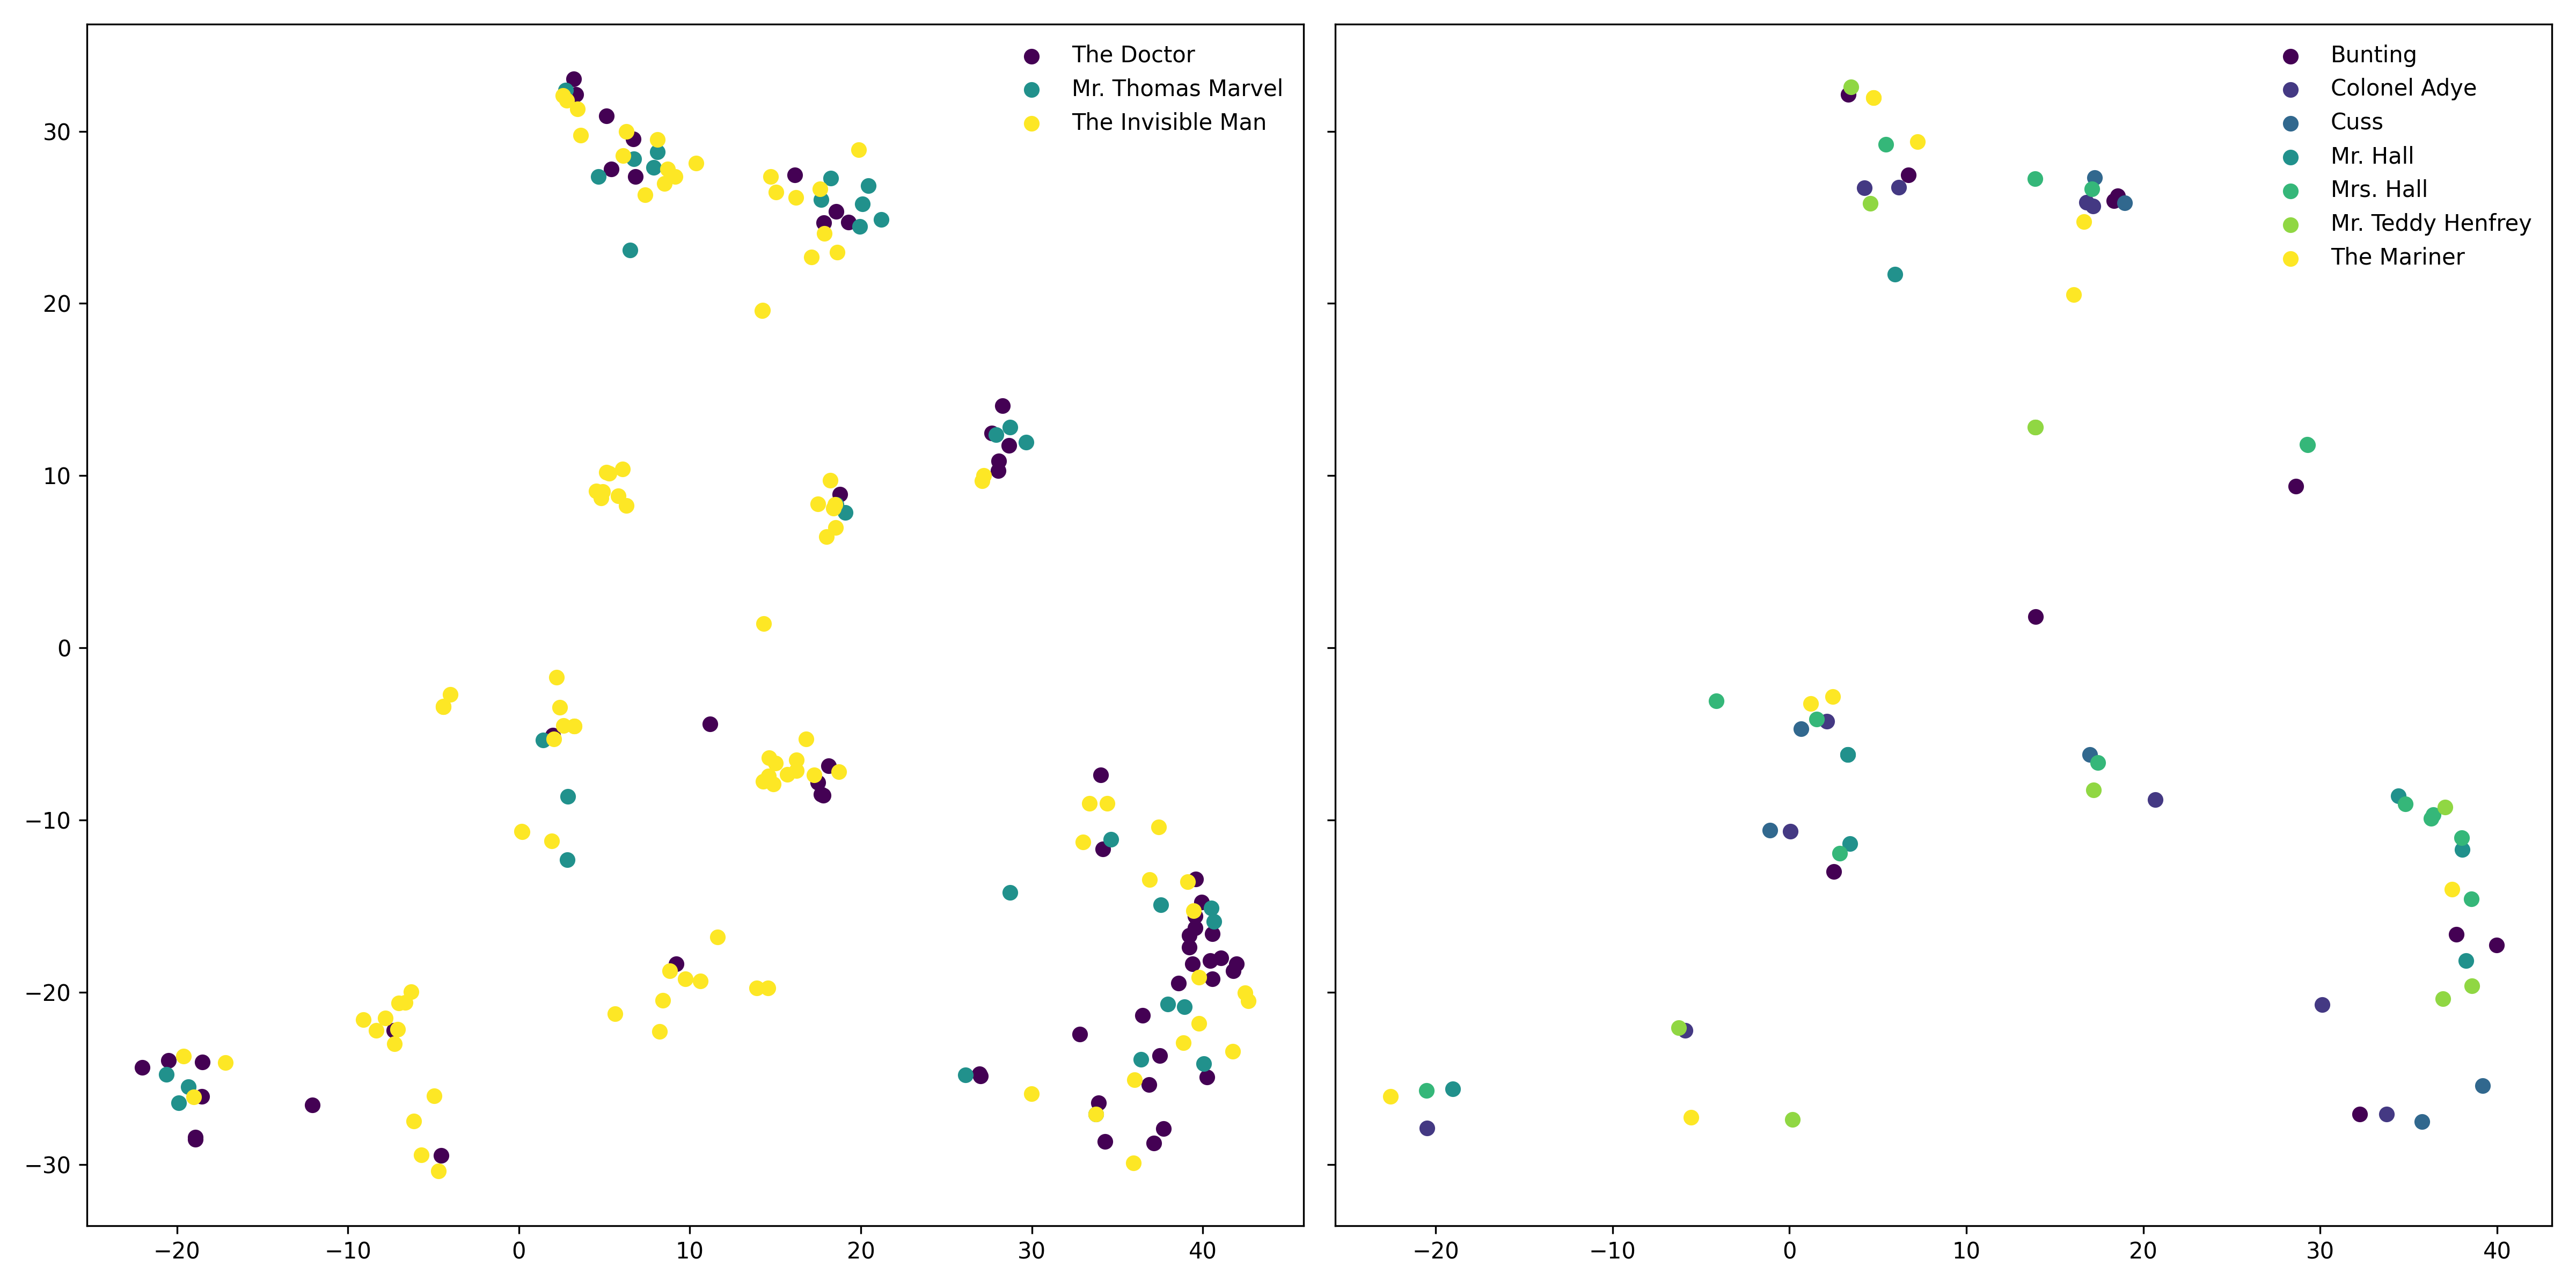 The Doctor
Mr. Thomas Marvel
The Invisible Man
30
20
10
0
−10
−20
−30
−20 −10 0 10 20 30 40
Bunting
Colonel Adye
Cuss
Mr. Hall
Mrs. Hall
Mr. Teddy Henfrey
The Mariner
−20 −10 0 10 20 30 40